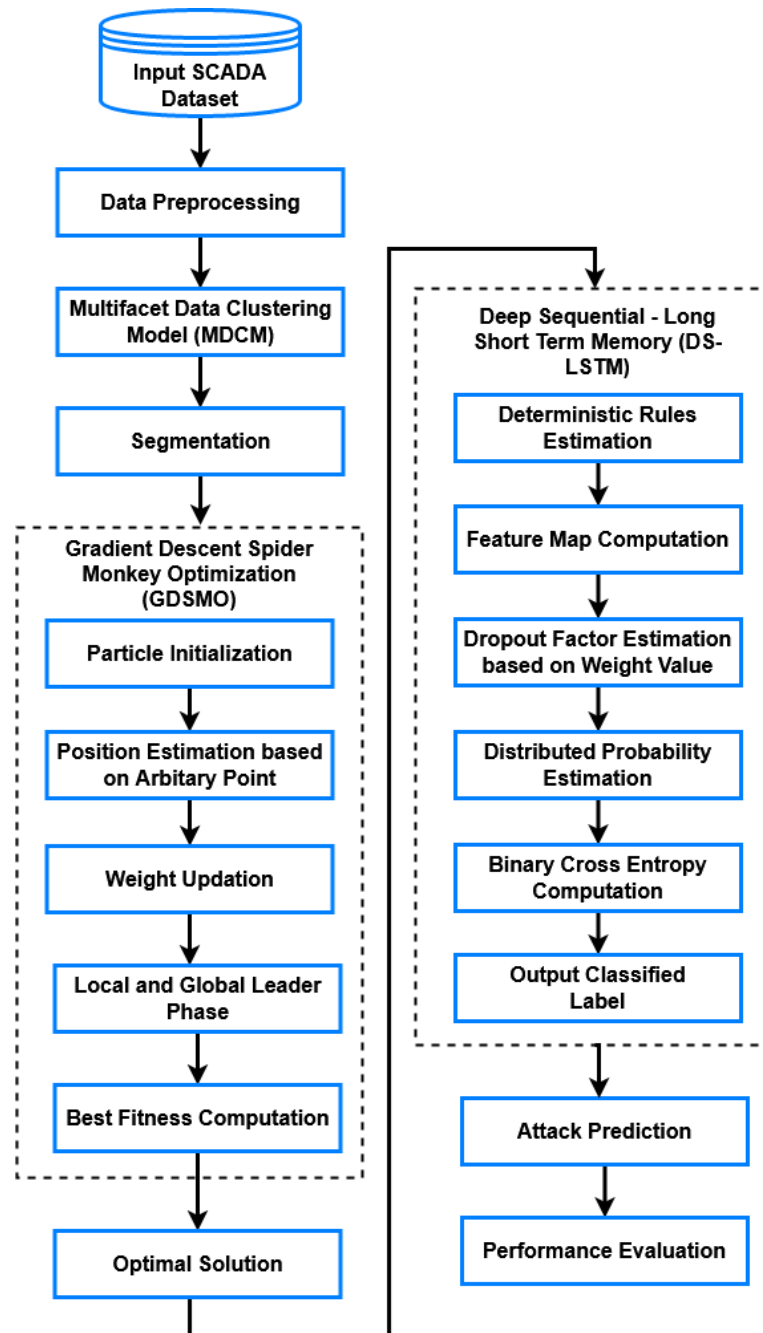 Input SCADA
Dataset
Data Preprocessing
Multifacet Data Clustering
Model (MDCM)
Segmentation
Gradient Descent Spider
Monkey Optimization
(GDSMO)
Particle Initialization
Position Estimation based
on Arbitary Point
Weight Updation
Local and Global Leader
Phase
Best Fitness Computation
Optimal Solution
Deep Sequential - Long
Short Term Memory (DS-
LSTM)
Deterministic Rules
Estimation
Feature Map Computation
Dropout Factor Estimation
based on Weight Value
Distributed Probability
Estimation
Binary Cross Entropy
Computation
Output Classified
Label
Attack Prediction
Performance Evaluation